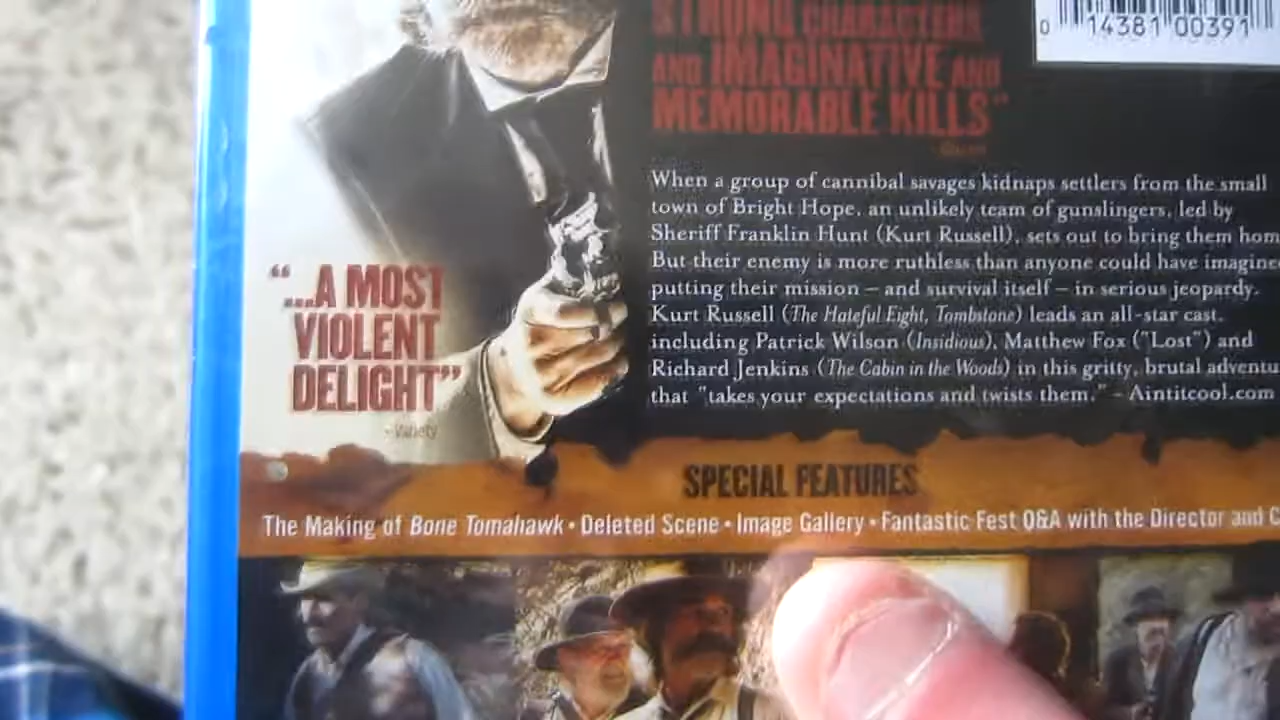 STRONG CHARACTERS
AND IMAGINATIVE AND
MEMORABLE KILLS"
0 14381 00391
When a group of cannibal savages kidnaps settlers from the small
town of Bright Hope, an unlikely team of gunslingers, led by
Sheriff Franklin Hunt (Kurt Russell), sets out to bring them hom
But their enemy is more ruthless than anyone could have imagine
putting their mission – and survival itself – in serious jeopardy.
Kurt Russell (The Hateful Eight, Tombstone) leads an all-star cast,
including Patrick Wilson (Insidious), Matthew Fox ("Lost") and
Richard Jenkins (The Cabin in the Woods) in this gritty, brutal adventu
that "takes your expectations and twists them." – Aintitcool.com
"...A MOST
VIOLENT
DELIGHT"
- Variety
SPECIAL FEATURES
The Making of Bone Tomahawk • Deleted Scene • Image Gallery • Fantastic Fest Q&A with the Director and C